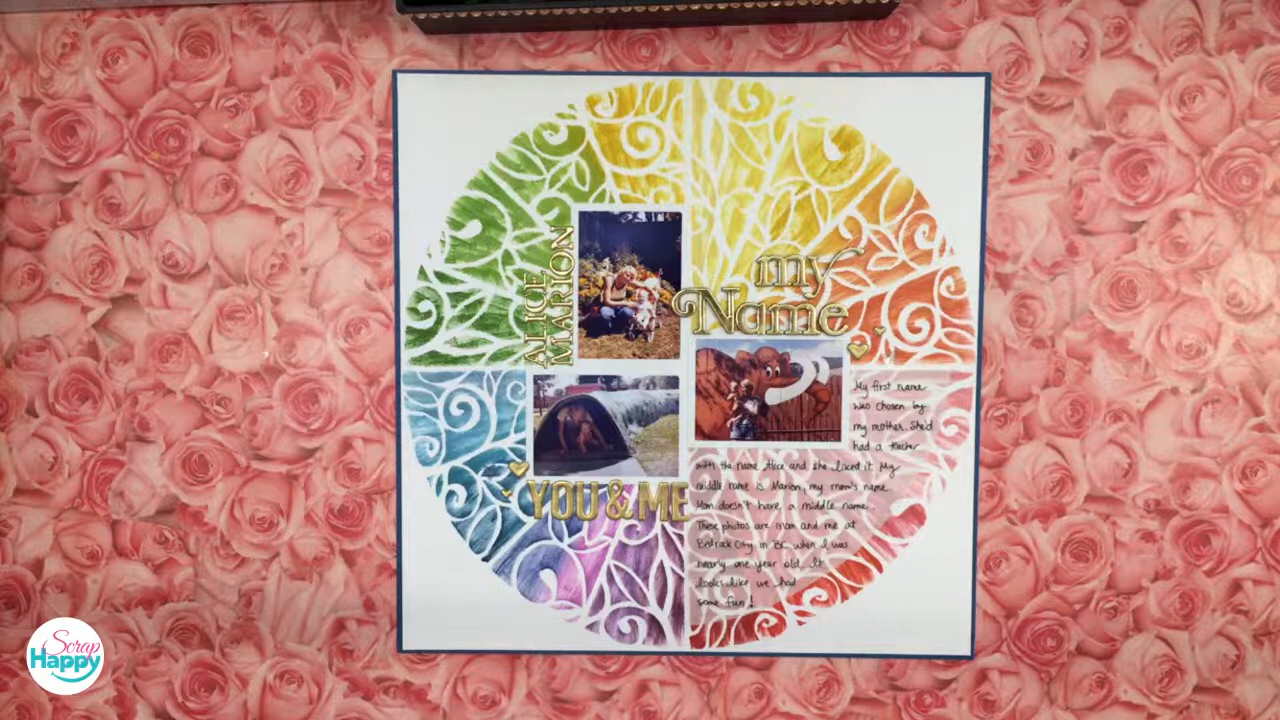 ALICE
MARION
my
Name
My first name
was chosen by
my mother. She'd
had a teacher
with the name Alice and she liked it. My
middle name is Marion, my mom's name.
Mom doesn't have a middle name.
These photos are mom and me at
Bedrock City in BC when I was
nearly one year old. It
looks like we had
some fun!
YOU & ME
Scrap
Happy